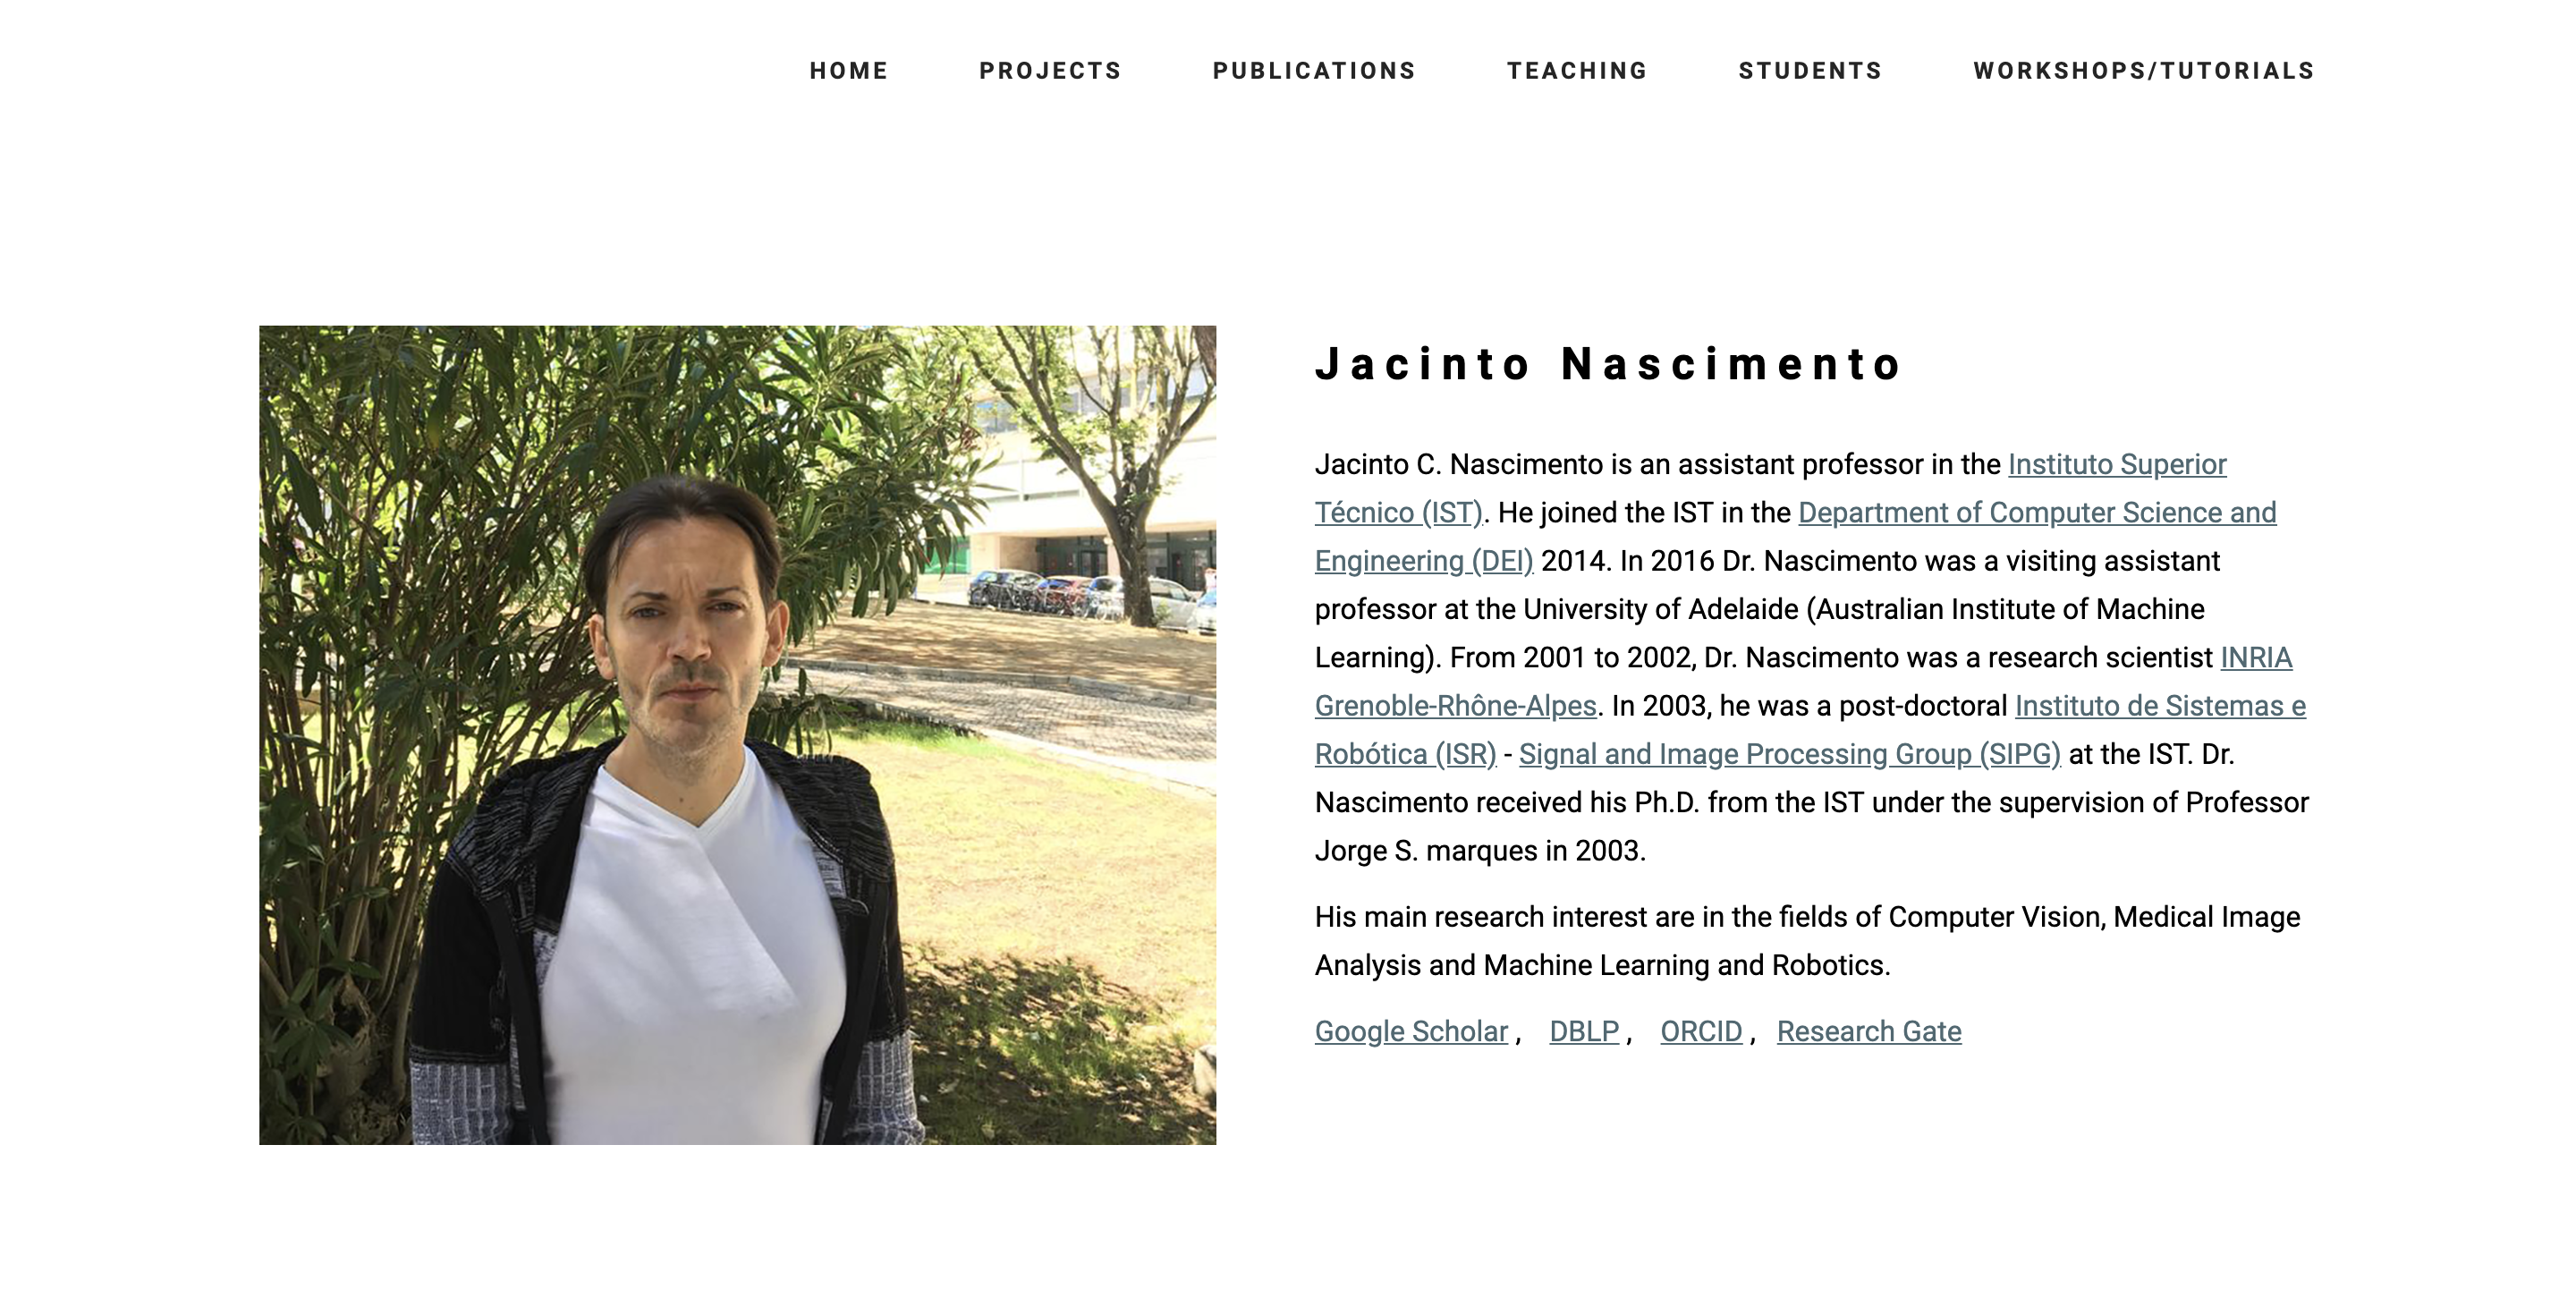 HOME PROJECTS PUBLICATIONS TEACHING STUDENTS WORKSHOPS/TUTORIALS
Jacinto Nascimento
Jacinto C. Nascimento is an assistant professor in the Instituto Superior
Técnico (IST). He joined the IST in the Department of Computer Science and
Engineering (DEI) 2014. In 2016 Dr. Nascimento was a visiting assistant
professor at the University of Adelaide (Australian Institute of Machine
Learning). From 2001 to 2002, Dr. Nascimento was a research scientist INRIA
Grenoble-Rhône-Alpes. In 2003, he was a post-doctoral Instituto de Sistemas e
Robótica (ISR) - Signal and Image Processing Group (SIPG) at the IST. Dr.
Nascimento received his Ph.D. from the IST under the supervision of Professor
Jorge S. marques in 2003.
His main research interest are in the fields of Computer Vision, Medical Image
Analysis and Machine Learning and Robotics.
Google Scholar , DBLP , ORCID , Research Gate